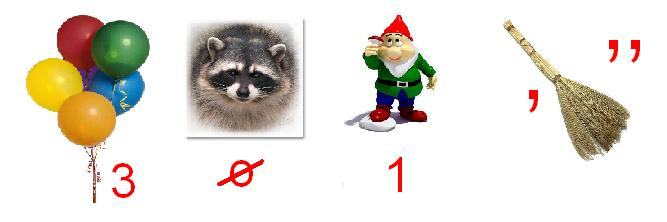 3 о 1 , ,,